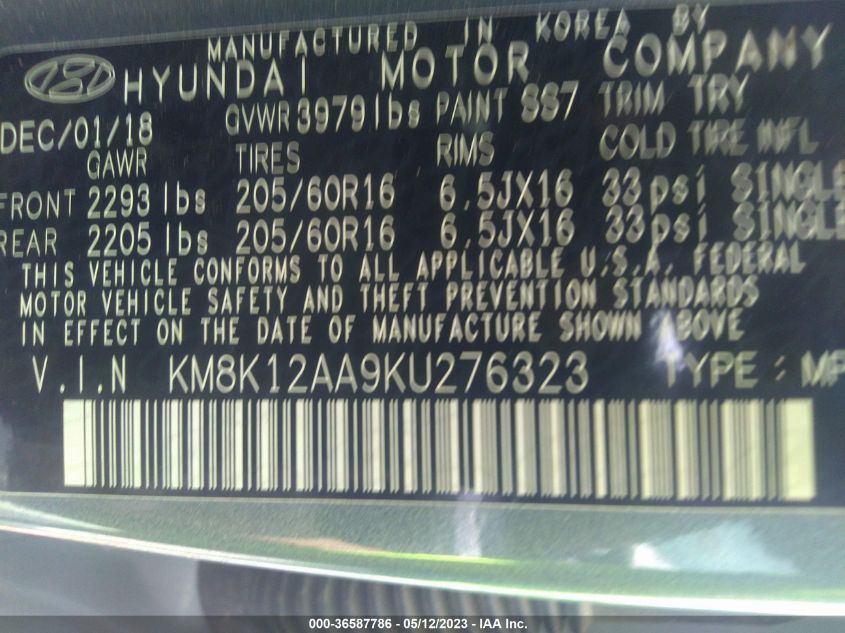 MANUFACTURED IN KOREA BY
HYUNDAI MOTOR COMPANY
DEC/01/18 GVWR 3979 lbs PAINT SS7 TRIM TRY
GAWR TIRES RIMS COLD TIRE INFL
FRONT 2293 lbs 205/60R16 6.5JX16 33psi SINGLE
REAR 2205 lbs 205/60R16 6.5JX16 33psi SINGLE
THIS VEHICLE CONFORMS TO ALL APPLICABLE U.S.A. FEDERAL
MOTOR VEHICLE SAFETY AND THEFT PREVENTION STANDARDS
IN EFFECT ON THE DATE OF MANUFACTURE SHOWN ABOVE
V.I.N KM8K12AA9KU276323 TYPE : MP
000-36587786 - 05/12/2023 - IAA Inc.